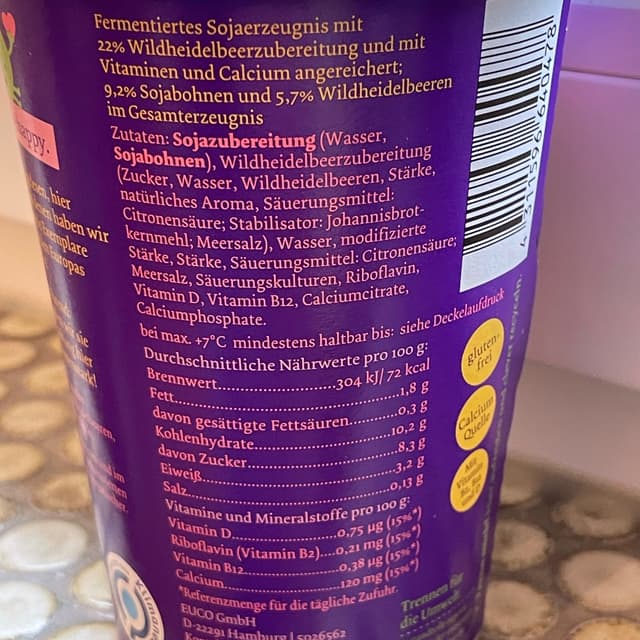 Fermentiertes Sojaerzeugnis mit
22% Wildheidelbeerzubereitung und mit
Vitaminen und Calcium angereichert;
9,2% Sojabohnen und 5,7% Wildheidelbeeren
im Gesamterzeugnis
Zutaten: Sojazubereitung (Wasser,
Sojabohnen), Wildheidelbeerzubereitung
(Zucker, Wasser, Wildheidelbeeren, Stärke,
natürliches Aroma, Säuerungsmittel:
Citronensäure; Stabilisator: Johannisbrot-
kernmehl; Meersalz), Wasser, modifizierte
Stärke, Stärke, Säuerungsmittel: Citronensäure;
Meersalz, Säuerungskulturen, Riboflavin,
Vitamin D, Vitamin B12, Calciumcitrate,
Calciumphosphate.
bei max. +7°C mindestens haltbar bis: siehe Deckelaufdruck
Durchschnittliche Nährwerte pro 100 g:
Brennwert...304 kJ/ 72 kcal
Fett...1,8 g
davon gesättigte Fettsäuren...0,3 g
Kohlenhydrate...10,2 g
davon Zucker...8,3 g
Eiweiß...3,2 g
Salz...0,13 g
Vitamine und Mineralstoffe pro 100 g:
Vitamin D...0,75 µg (15%*)
Riboflavin (Vitamin B2)...0,21 mg (15%*)
Vitamin B12...0,38 µg (15%*)
Calcium...120 mg (15%*)
*Referenzmenge für die tägliche Zufuhr.
EUCO GmbH
D-22291 Hamburg | 5026562
4 311596 640478
gluten-
frei
Calcium
Quelle
Trennen für
die Umwelt
happy.
hier
haben wir
Exemplare
Europas